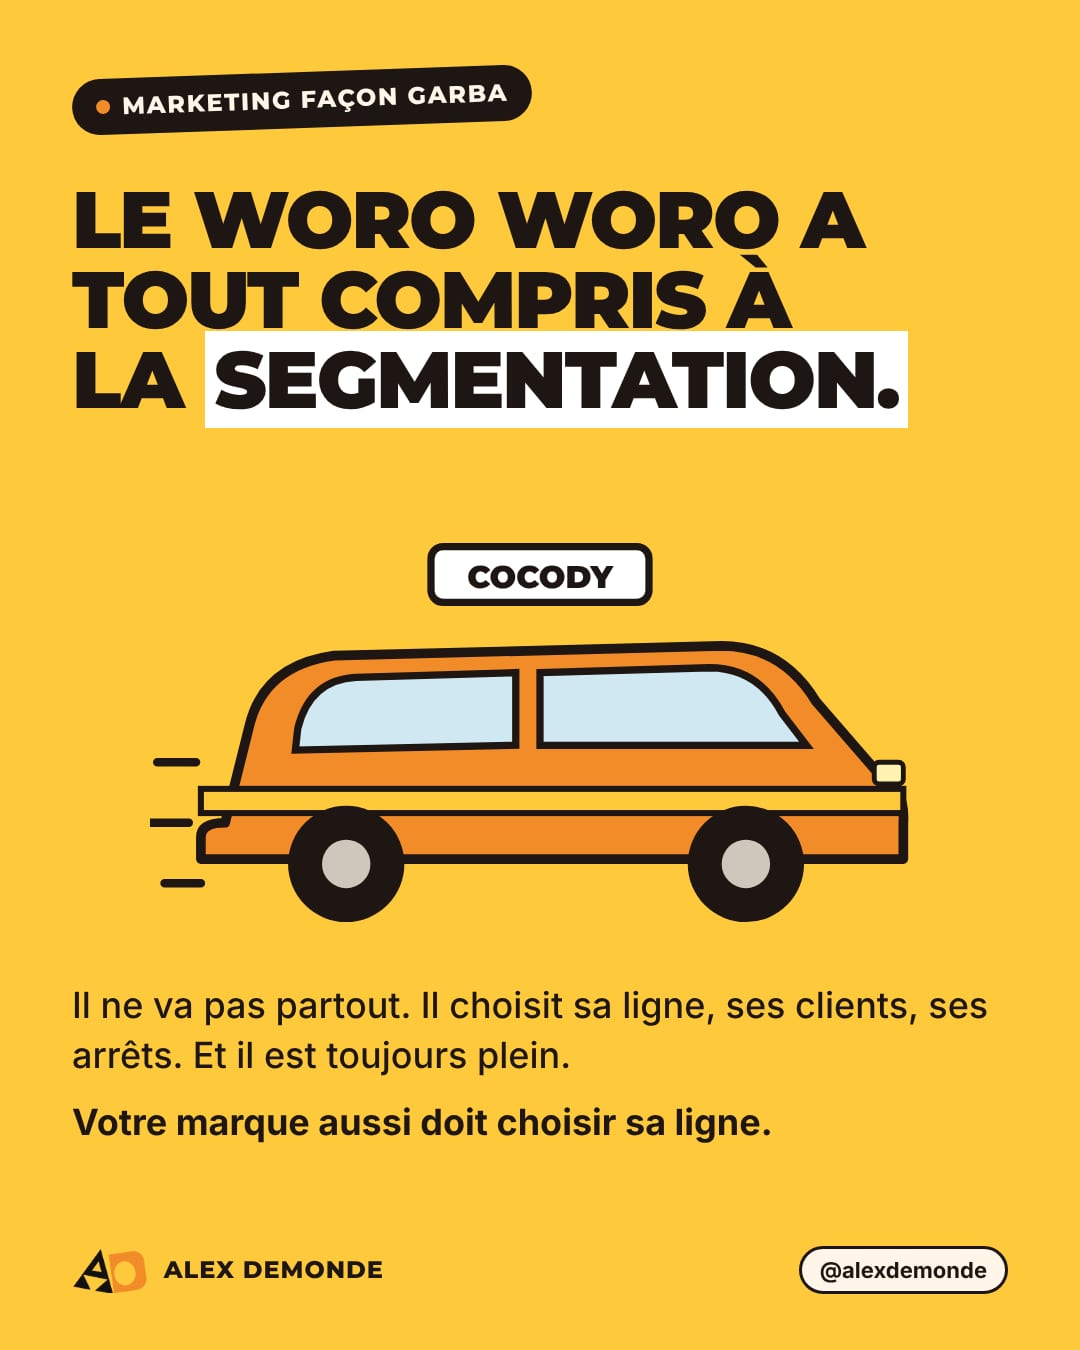 MARKETING FAÇON GARBA
LE WORO WORO A
TOUT COMPRIS À
LA SEGMENTATION.
COCODY
Il ne va pas partout. Il choisit sa ligne, ses clients, ses
arrêts. Et il est toujours plein.
Votre marque aussi doit choisir sa ligne.
ALEX DEMONDE
@alexdemonde